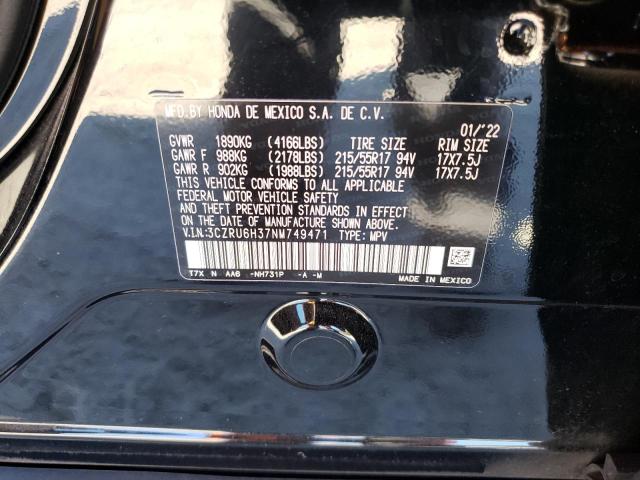 MFD.BY HONDA DE MEXICO S.A. DE C.V.
01/'22
GVWR 1890KG (4166LBS) TIRE SIZE RIM SIZE
GAWR F 988KG (2178LBS) 215/55R17 94V 17X7.5J
GAWR R 902KG (1988LBS) 215/55R17 94V 17X7.5J
THIS VEHICLE CONFORMS TO ALL APPLICABLE
FEDERAL MOTOR VEHICLE SAFETY
AND THEFT PREVENTION STANDARDS IN EFFECT
ON THE DATE OF MANUFACTURE SHOWN ABOVE.
V.I.N:3CZRU6H37NM749471 TYPE: MPV
T7X N AA6 -NH731P -A -M MADE IN MEXICO